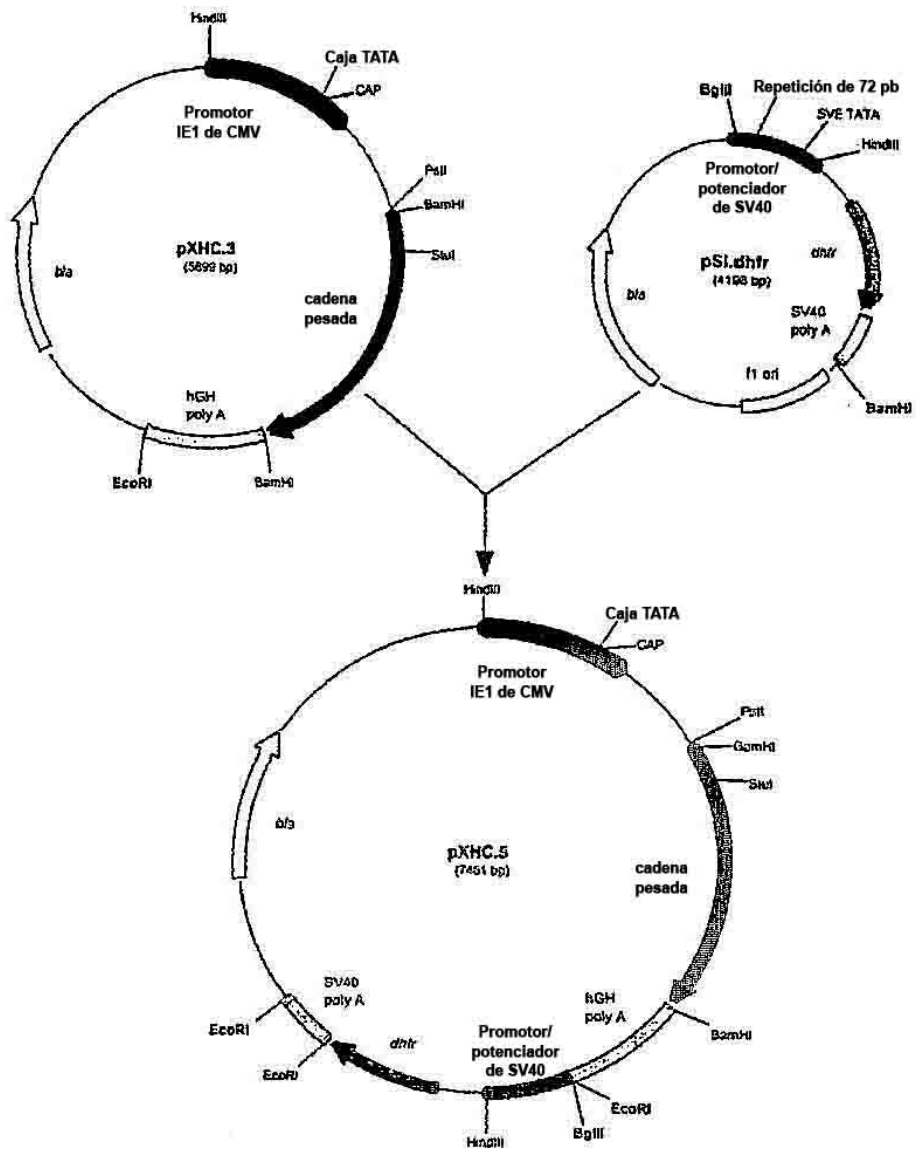 HindIII
Caja TATA
CAP
Promotor
IE1 de CMV
PstI
BamHI
StuI
bla
pXHC.3
(5899 bp)
cadena
pesada
hGH
poly A
EcoRI
BamHI
BglII
Repetición de 72 pb
SVE TATA
HindIII
Promotor/
potenciador
de SV40
dhfr
bla
pSI.dhfr
(4198 bp)
SV40
poly A
f1 ori
BamHI
HindIII
Caja TATA
CAP
Promotor
IE1 de CMV
PstI
BamHI
StuI
bla
pXHC.5
(7451 bp)
cadena
pesada
SV40
poly A
EcoRI
EcoRI
dhfr
Promotor/
potenciador
de SV40
hGH
poly A
BamHI
EcoRI
BglII
HindIII